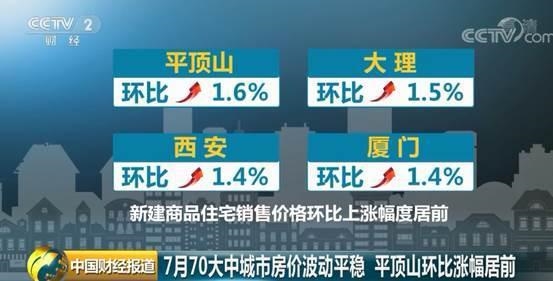 CCTV 2
财经
CCTV.com
平顶山
环比 1.6%
大理
环比 1.5%
西安
环比 1.4%
厦门
环比 1.4%
新建商品住宅销售价格环比上涨幅度居前
中国财经报道
7月70大中城市房价波动平稳 平顶山环比涨幅居前